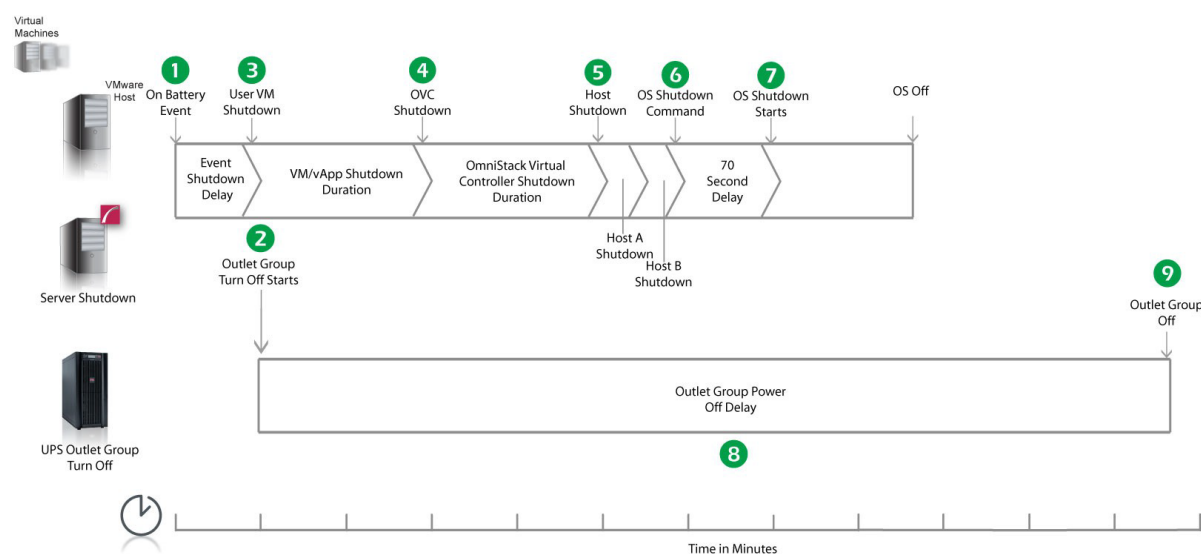 Virtual
Machines
VMware
Host
1
On Battery
Event
3
User VM
Shutdown
4
OVC
Shutdown
5
Host
Shutdown
6
OS Shutdown
Command
7
OS Shutdown
Starts
OS Off
Event
Shutdown
Delay
VM/vApp Shutdown
Duration
OmniStack Virtual
Controller Shutdown
Duration
70
Second
Delay
Host A
Shutdown
Host B
Shutdown
Server Shutdown
2
Outlet Group
Turn Off Starts
9
Outlet Group
Off
Outlet Group Power
Off Delay
8
UPS Outlet Group
Turn Off
Time in Minutes